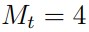 M_t = 4